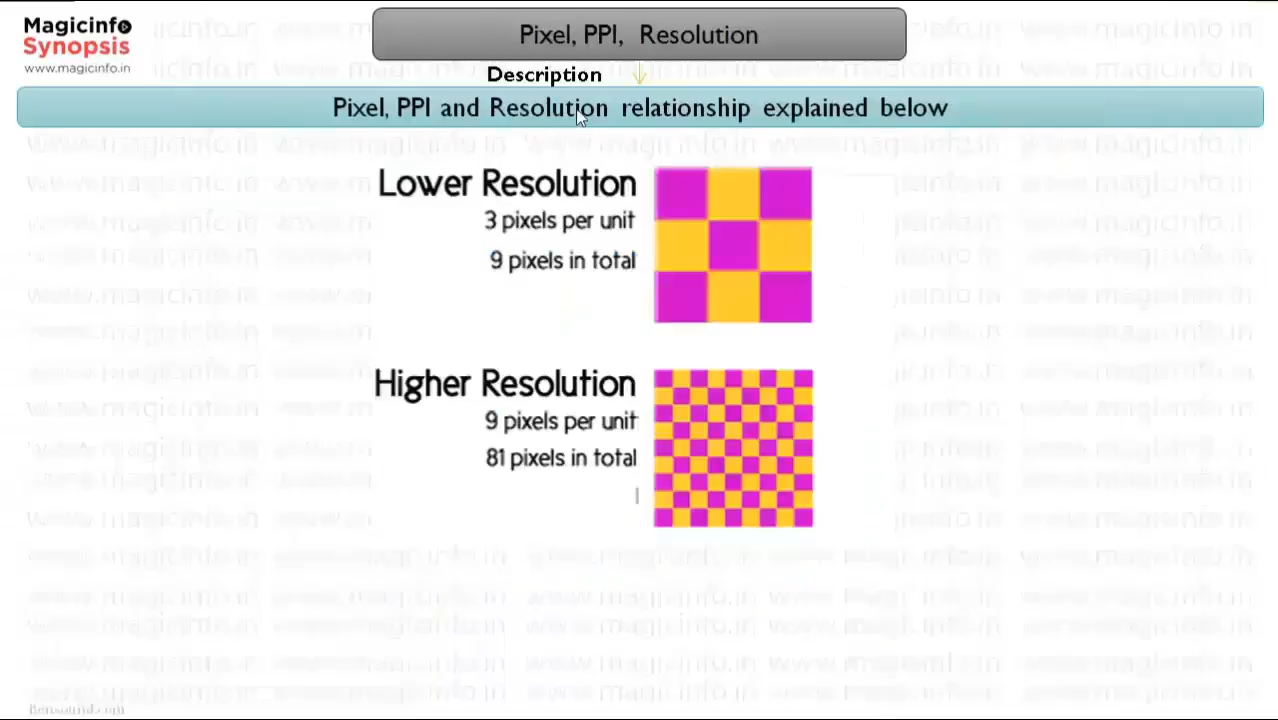 Magicinfo
Synopsis
www.magicinfo.in
Pixel, PPI, Resolution
Description
Pixel, PPI and Resolution relationship explained below
Lower Resolution
3 pixels per unit
9 pixels in total
Higher Resolution
9 pixels per unit
81 pixels in total